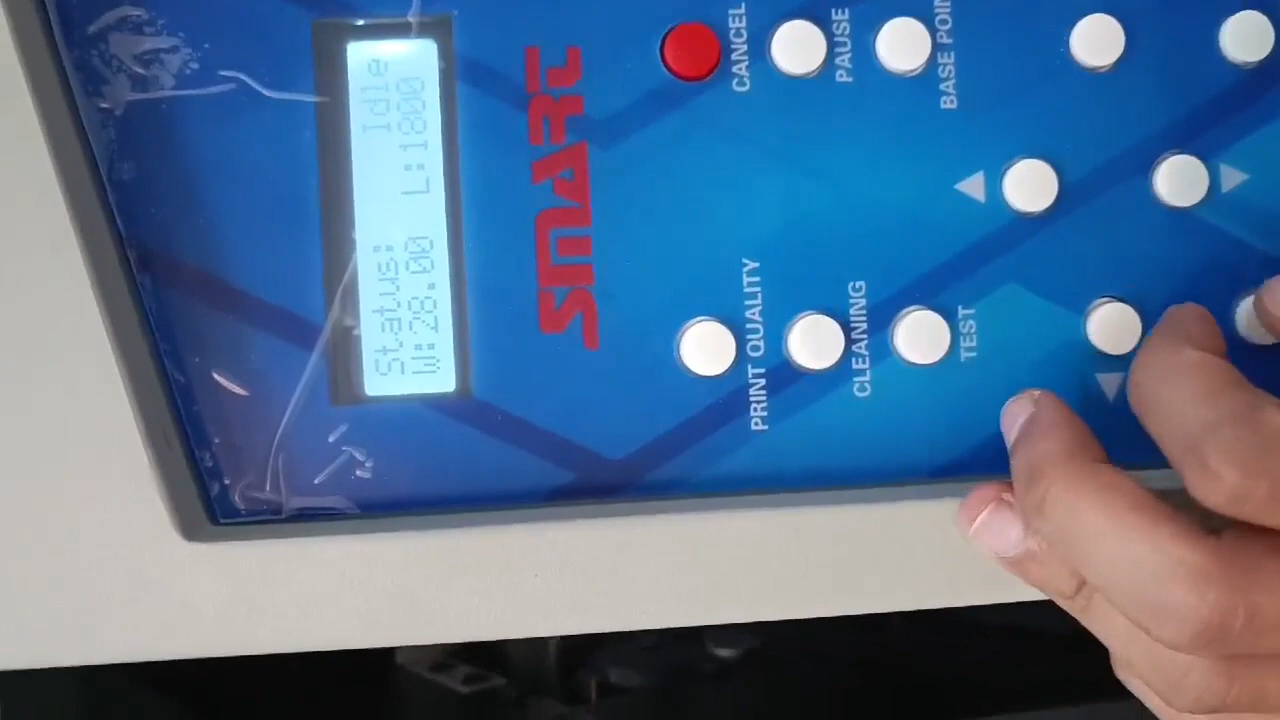 Status: Idle
W:28.00 L:1800
SMART
PRINT QUALITY
CANCEL
CLEANING
PAUSE
TEST